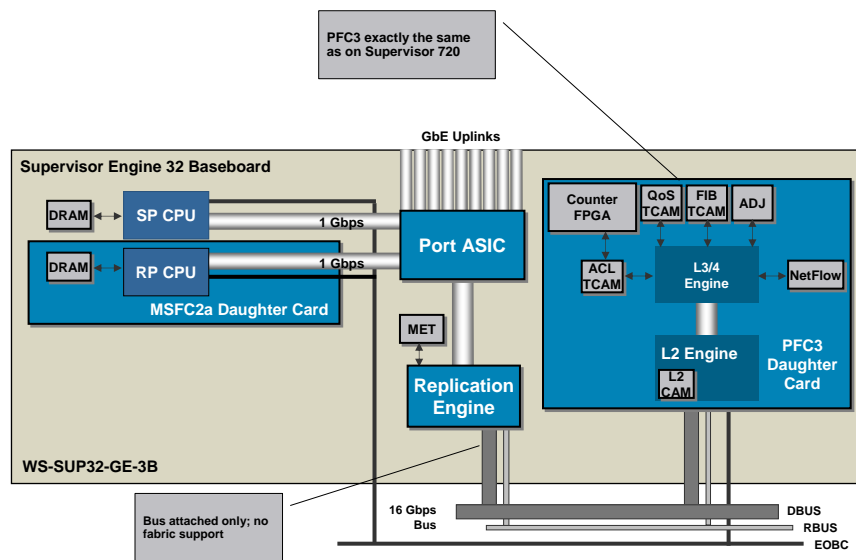 PFC3 exactly the same
as on Supervisor 720
GbE Uplinks
Supervisor Engine 32 Baseboard
DRAM
SP CPU
1 Gbps
Port ASIC
DRAM
RP CPU
1 Gbps
MSFC2a Daughter Card
Counter
FPGA
QoS
TCAM
FIB
TCAM
ADJ
ACL
TCAM
L3/4
Engine
NetFlow
MET
L2 Engine
L2
CAM
PFC3
Daughter
Card
Replication
Engine
WS-SUP32-GE-3B
Bus attached only; no
fabric support
16 Gbps
Bus
DBUS
RBUS
EOBC